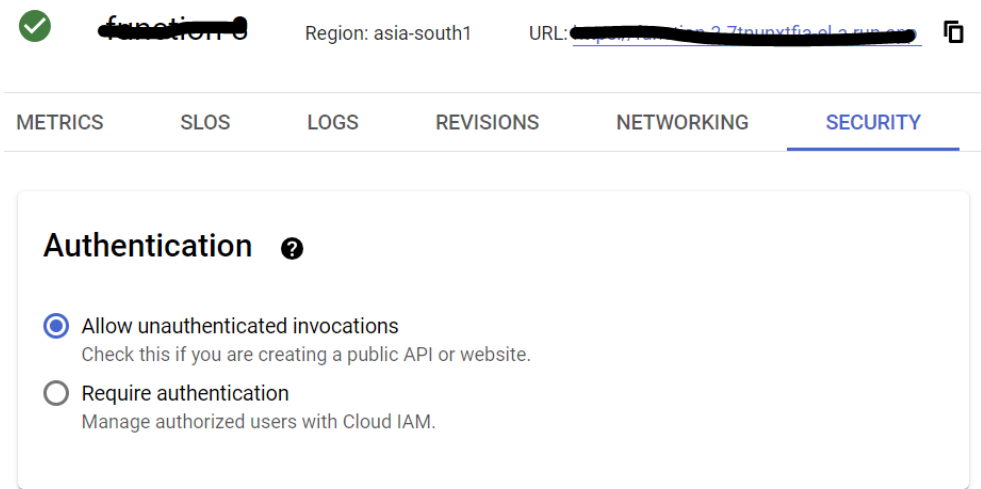 Region: asia-south1
URL:
METRICS
SLOS
LOGS
REVISIONS
NETWORKING
SECURITY
Authentication
Allow unauthenticated invocations
Check this if you are creating a public API or website.
Require authentication
Manage authorized users with Cloud IAM.